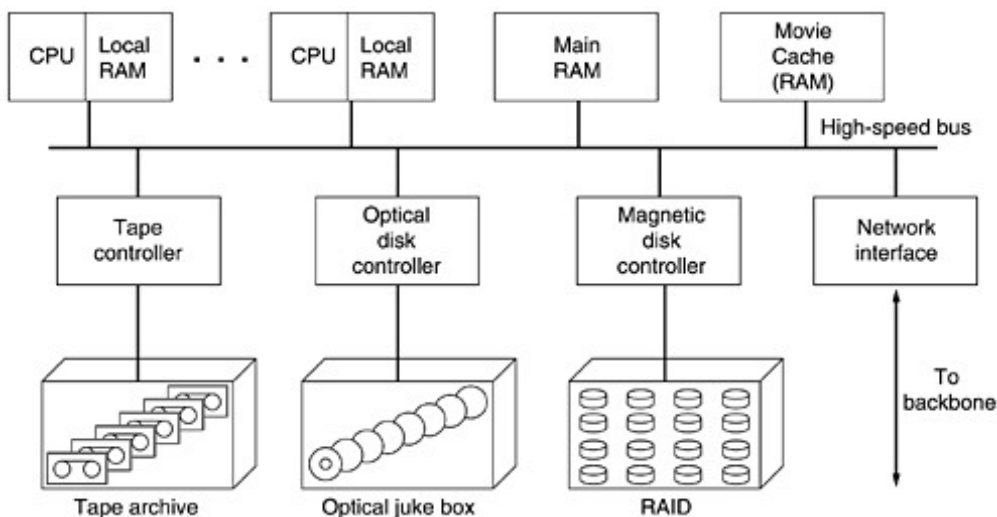 CPU
Local
RAM
CPU
Local
RAM
Main
RAM
Movie
Cache
(RAM)
High-speed bus
Tape
controller
Optical
disk
controller
Magnetic
disk
controller
Network
interface
To
backbone
Tape archive
Optical juke box
RAID